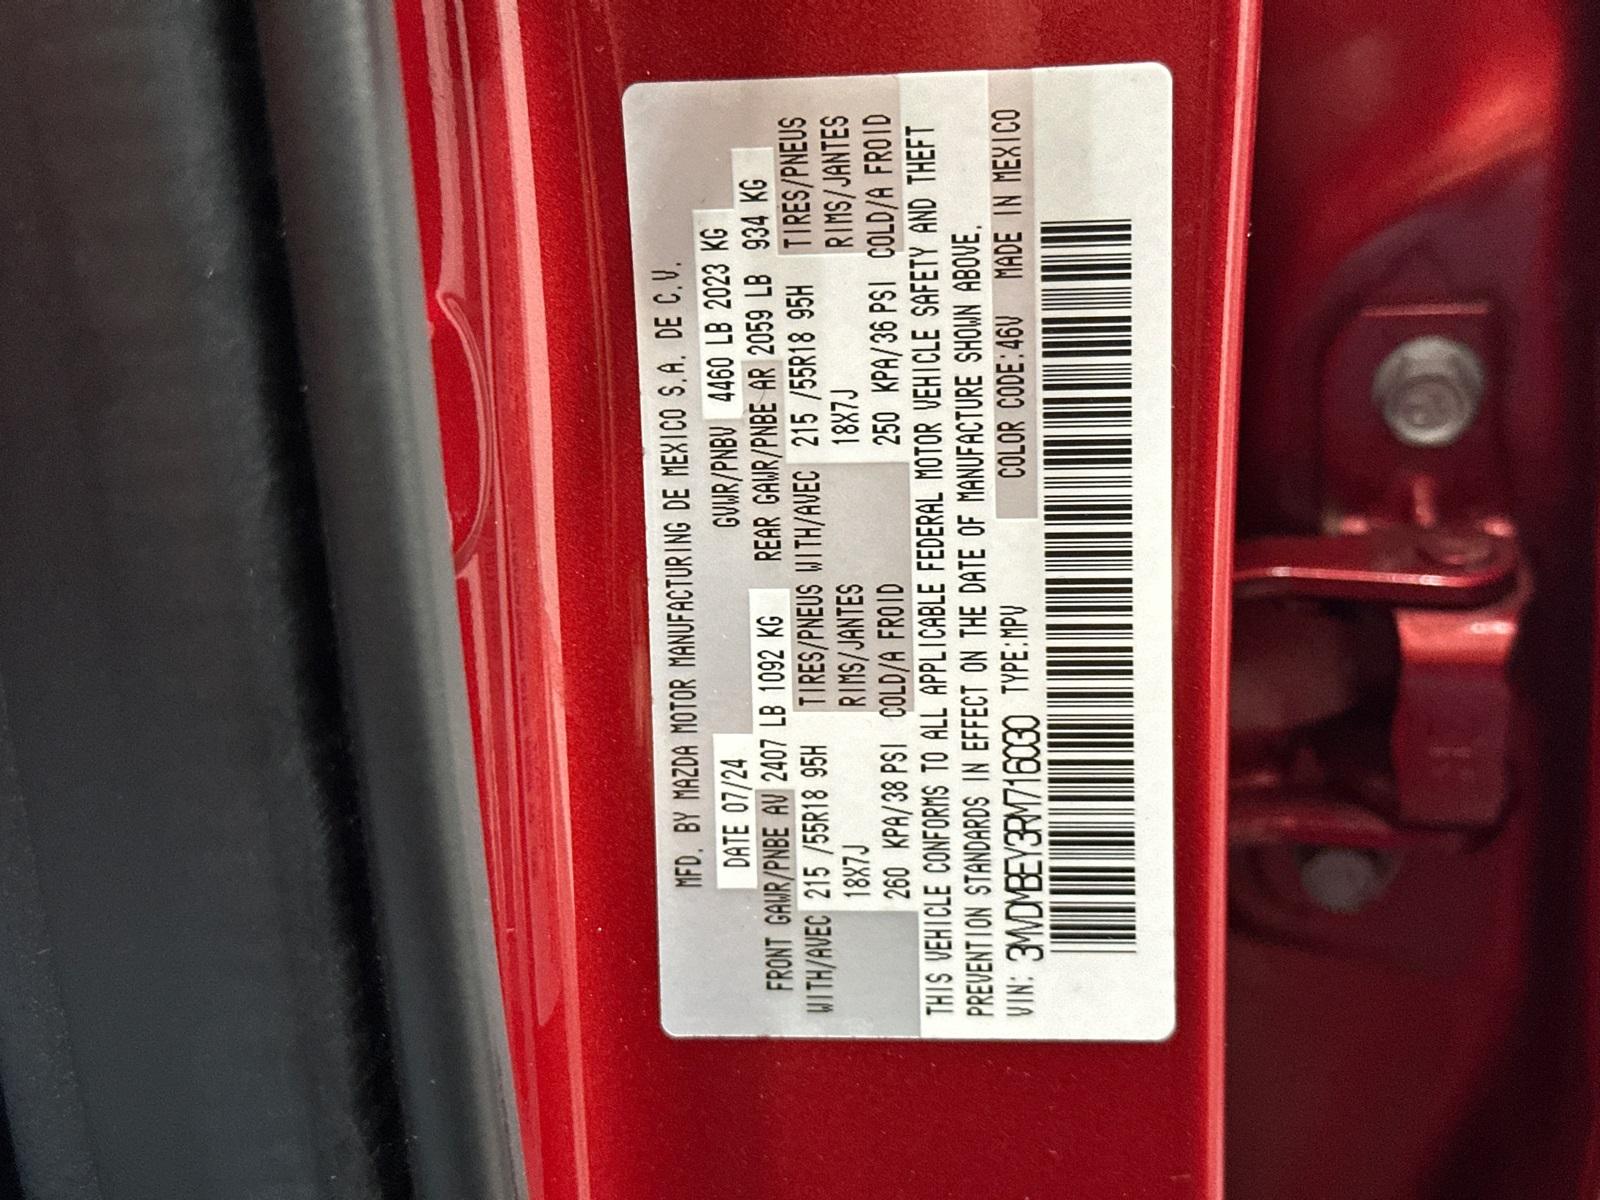 MFD. BY MAZDA MOTOR MANUFACTURING DE MEXICO S.A. DE C.V.
DATE 07/24 GVWR/PNBV 4460 LB 2023 KG
FRONT GAWR/PNBE AV 2407 LB 1092 KG REAR GAWR/PNBE AR 2059 LB 934 KG
WITH/AVEC 215 /55R18 95H TIRES/PNEUS WITH/AVEC 215 /55R18 95H TIRES/PNEUS
18X7J RIMS/JANTES 18X7J RIMS/JANTES
260 KPA/38 PSI COLD/A FROID 250 KPA/36 PSI COLD/A FROID
THIS VEHICLE CONFORMS TO ALL APPLICABLE FEDERAL MOTOR VEHICLE SAFETY AND THEFT
PREVENTION STANDARDS IN EFFECT ON THE DATE OF MANUFACTURE SHOWN ABOVE.
VIN: 3MVDMBEY3RM716030 TYPE:MPV COLOR CODE:46V MADE IN MEXICO